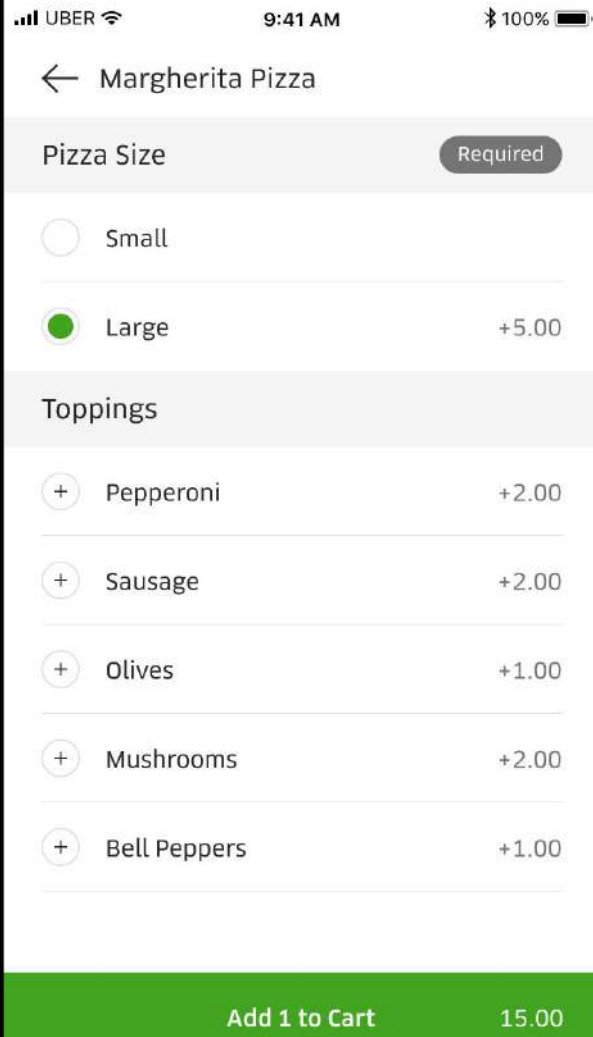 UBER 9:41 AM 100%
← Margherita Pizza
Pizza Size Required
Small
Large +5.00
Toppings
+ Pepperoni +2.00
+ Sausage +2.00
+ Olives +1.00
+ Mushrooms +2.00
+ Bell Peppers +1.00
Add 1 to Cart 15.00